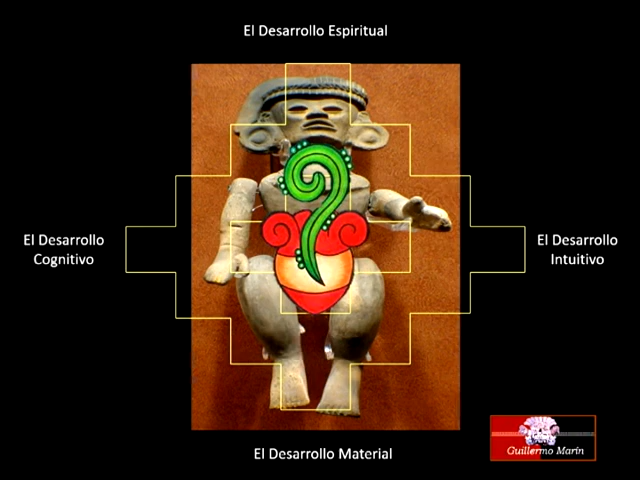 El Desarrollo Espiritual
El Desarrollo
Cognitivo
El Desarrollo
Intuitivo
El Desarrollo Material
Guillermo Marín